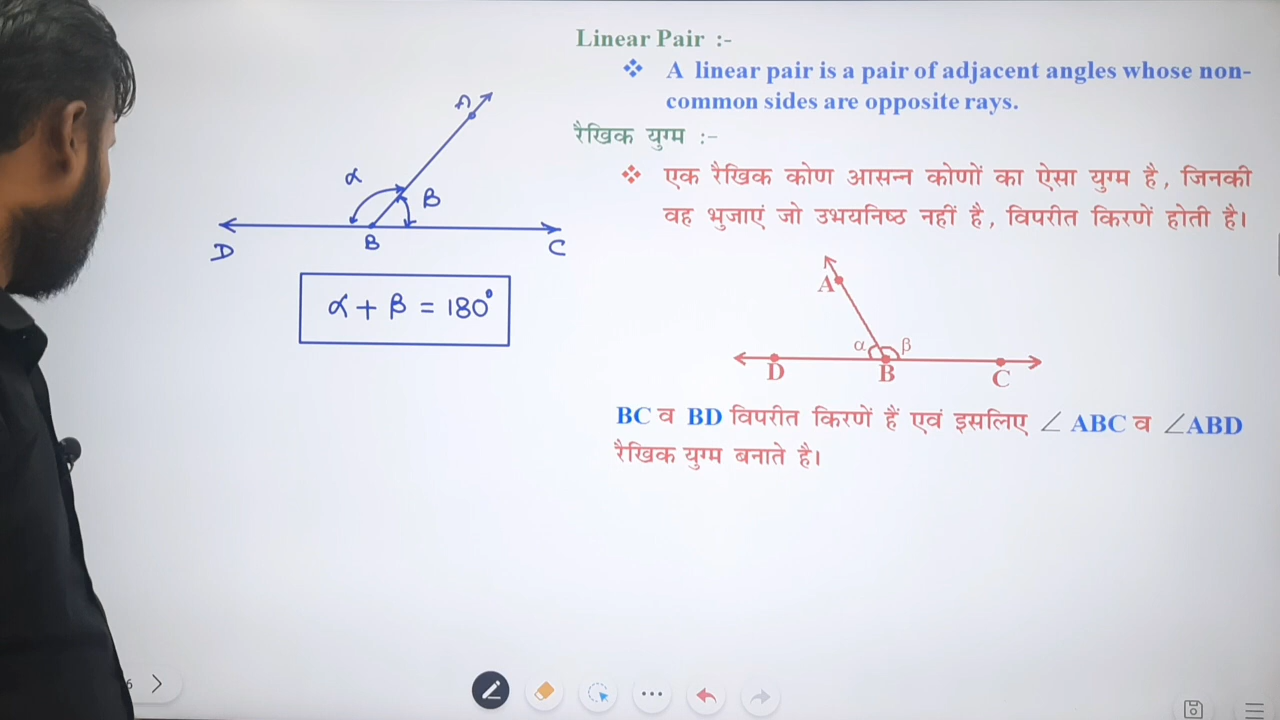 Linear Pair :-
❖ A linear pair is a pair of adjacent angles whose non-
common sides are opposite rays.
रैखिक युग्म :-
❖ एक रैखिक कोण आसन्न कोणों का ऐसा युग्म है, जिनकी
वह भुजाएं जो उभयनिष्ठ नहीं है, विपरीत किरणें होती है।
A
α β
D B C
BC व BD विपरीत किरणें हैं एवं इसलिए ∠ ABC व ∠ABD
रैखिक युग्म बनाते है।
A
α β
D B C
α + β = 180°
6